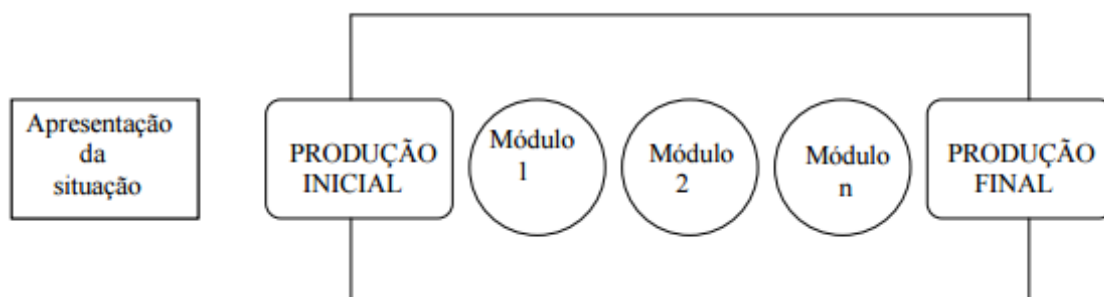 Apresentação
da
situação
PRODUÇÃO
INICIAL
Módulo
1
Módulo
2
Módulo
n
PRODUÇÃO
FINAL